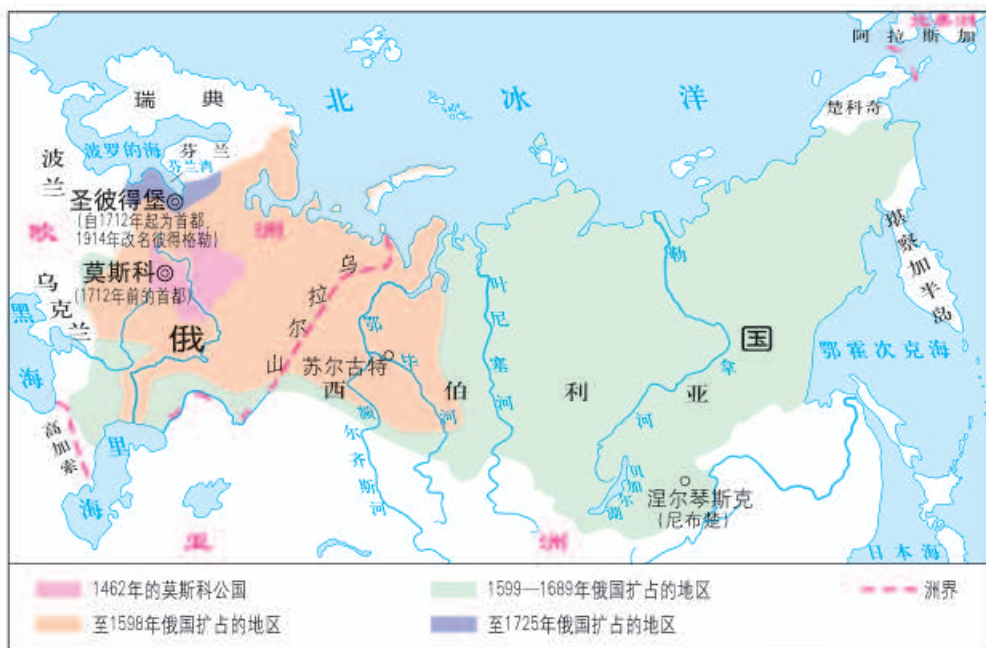 北美洲
阿拉斯加
北冰洋
楚科奇
瑞典
波罗的海
芬兰
芬兰湾
波兰
圣彼得堡
(自1712年起为首都,
1914年改名彼得格勒)
欧洲
莫斯科
(1712年前的首都)
乌克兰
黑海
俄国
乌拉尔山
鄂毕河
苏尔古特
额尔齐斯河
叶尼塞河
勒拿河
西伯利亚
堪察加半岛
鄂霍次克海
高加索
里海
贝加尔湖
涅尔琴斯克
(尼布楚)
亚洲
日本海
1462年的莫斯科公国
1599—1689年俄国扩占的地区
洲界
至1598年俄国扩占的地区
至1725年俄国扩占的地区